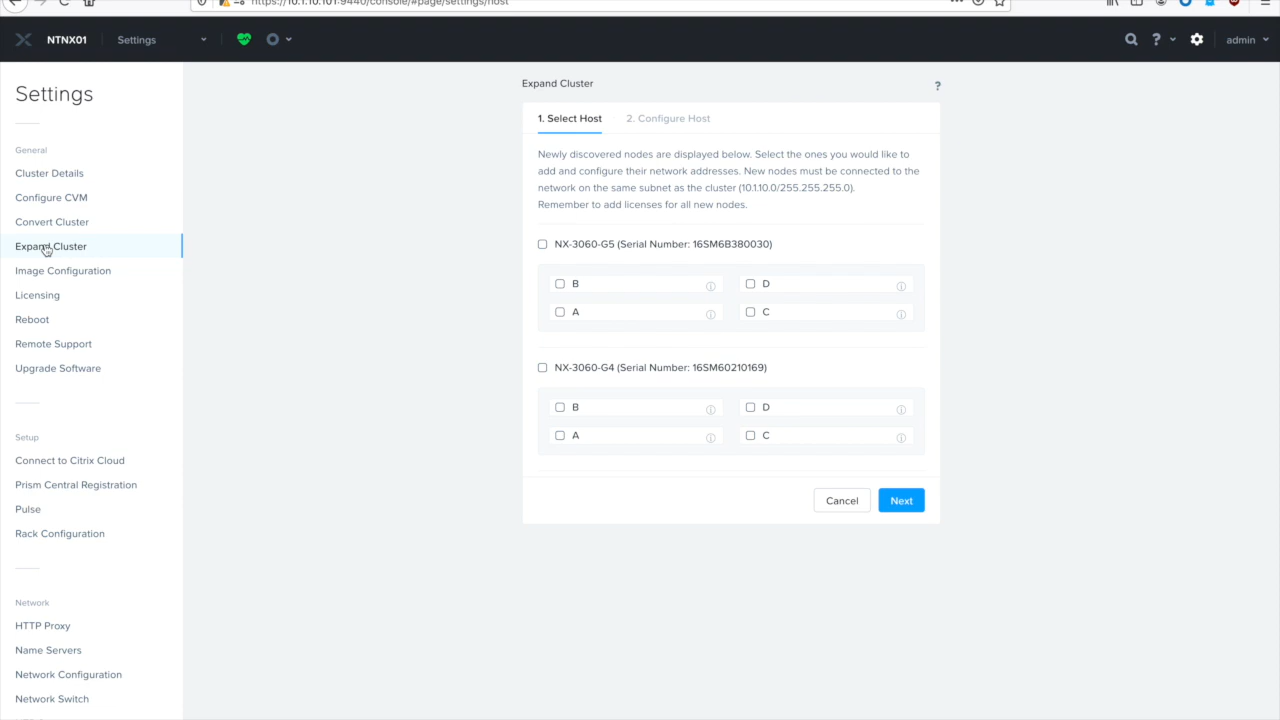 https://10.1.10.101:9440/console/#page/settings/host
NTNX01
Settings
?
admin
Settings
General
Cluster Details
Configure CVM
Convert Cluster
Expand Cluster
Image Configuration
Licensing
Reboot
Remote Support
Upgrade Software
Setup
Connect to Citrix Cloud
Prism Central Registration
Pulse
Rack Configuration
Network
HTTP Proxy
Name Servers
Network Configuration
Network Switch
Expand Cluster
?
1. Select Host
2. Configure Host
Newly discovered nodes are displayed below. Select the ones you would like to
add and configure their network addresses. New nodes must be connected to the
network on the same subnet as the cluster (10.1.10.0/255.255.255.0).
Remember to add licenses for all new nodes.
NX-3060-G5 (Serial Number: 16SM6B380030)
B
D
A
C
NX-3060-G4 (Serial Number: 16SM60210169)
B
D
A
C
Cancel
Next